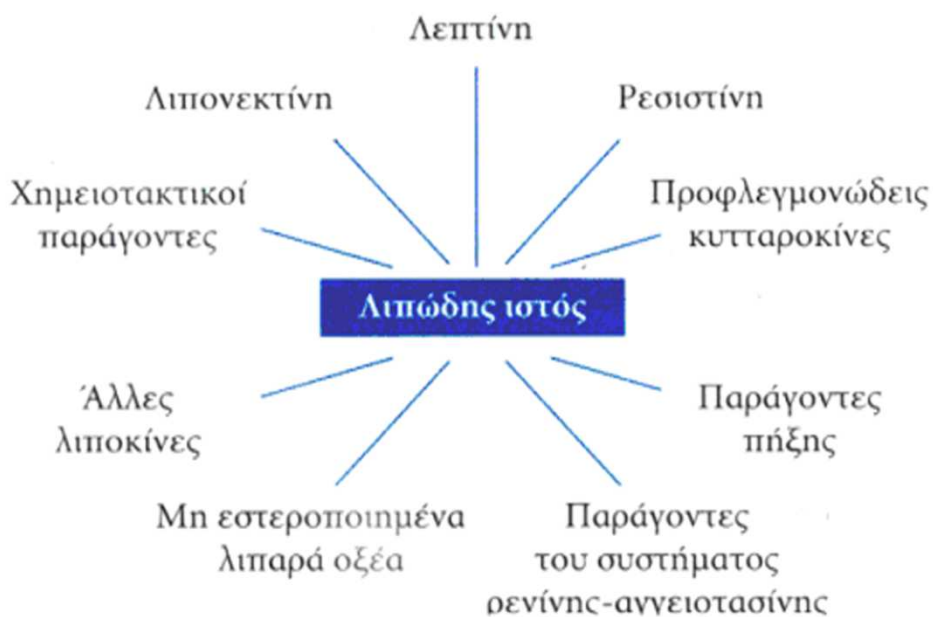 Λεπτίνη
Λιπονεκτίνη
Ρεσιστίνη
Χημειοτακτικοί
παράγοντες
Προφλεγμονώδεις
κυτταροκίνες
Λιπώδης ιστός
Άλλες
λιποκίνες
Παράγοντες
πήξης
Μη εστεροποιημένα
λιπαρά οξέα
Παράγοντες
του συστήματος
ρενίνης-αγγειοτασίνης